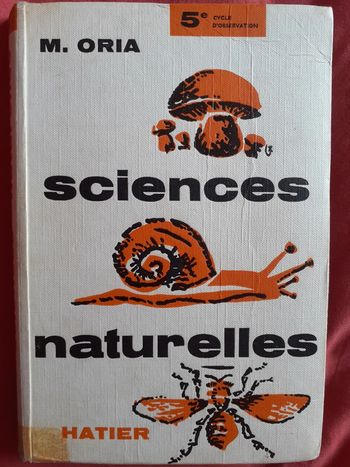 5e CYCLE
D'OBSERVATION
M. ORIA
sciences
naturelles
HATIER